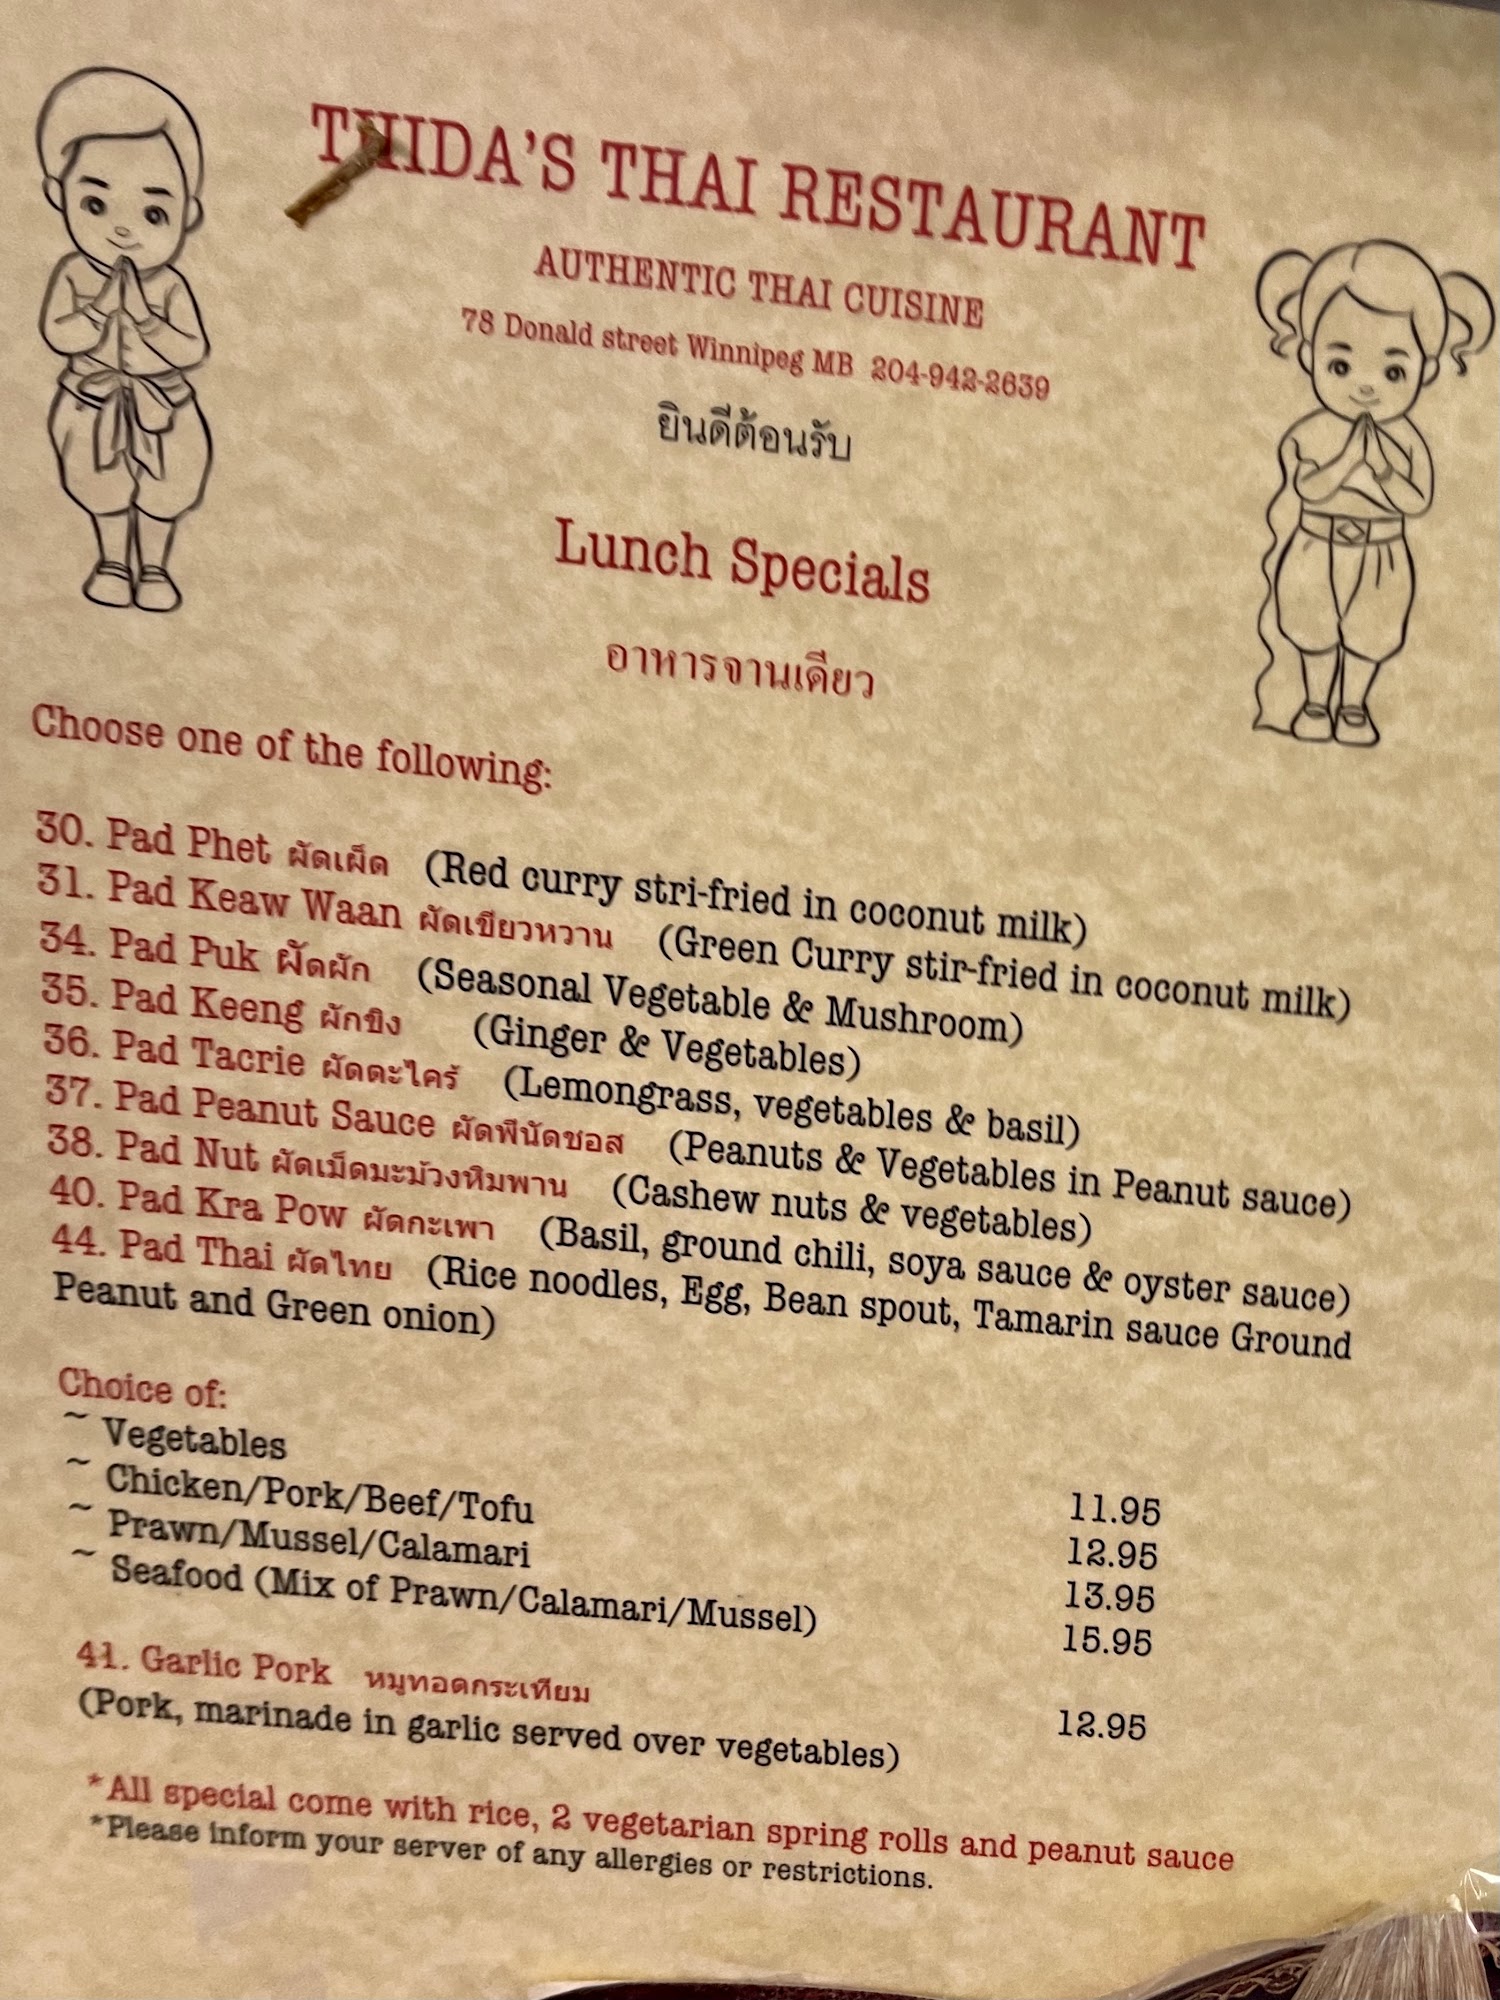 THIDA'S THAI RESTAURANT
AUTHENTIC THAI CUISINE
78 Donald street Winnipeg MB 204-942-2639
ยินดีต้อนรับ
Lunch Specials
อาหารจานเดียว
Choose one of the following:
30. Pad Phet ผัดเผ็ด (Red curry stri-fried in coconut milk)
31. Pad Keaw Waan ผัดเขียวหวาน (Green Curry stir-fried in coconut milk)
34. Pad Puk ผัดผัก (Seasonal Vegetable & Mushroom)
35. Pad Keeng ผักขิง (Ginger & Vegetables)
36. Pad Tacrie ผัดตะไคร้ (Lemongrass, vegetables & basil)
37. Pad Peanut Sauce ผัดพีนัดซอส (Peanuts & Vegetables in Peanut sauce)
38. Pad Nut ผัดเม็ดมะม้วงหิมพาน (Cashew nuts & vegetables)
40. Pad Kra Pow ผัดกะเพา (Basil, ground chili, soya sauce & oyster sauce)
44. Pad Thai ผัดไทย (Rice noodles, Egg, Bean spout, Tamarin sauce Ground
Peanut and Green onion)
Choice of:
~ Vegetables 11.95
~ Chicken/Pork/Beef/Tofu 12.95
~ Prawn/Mussel/Calamari 13.95
~ Seafood (Mix of Prawn/Calamari/Mussel) 15.95
41. Garlic Pork หมูทอดกระเทียม
(Pork, marinade in garlic served over vegetables) 12.95
*All special come with rice, 2 vegetarian spring rolls and peanut sauce
*Please inform your server of any allergies or restrictions.